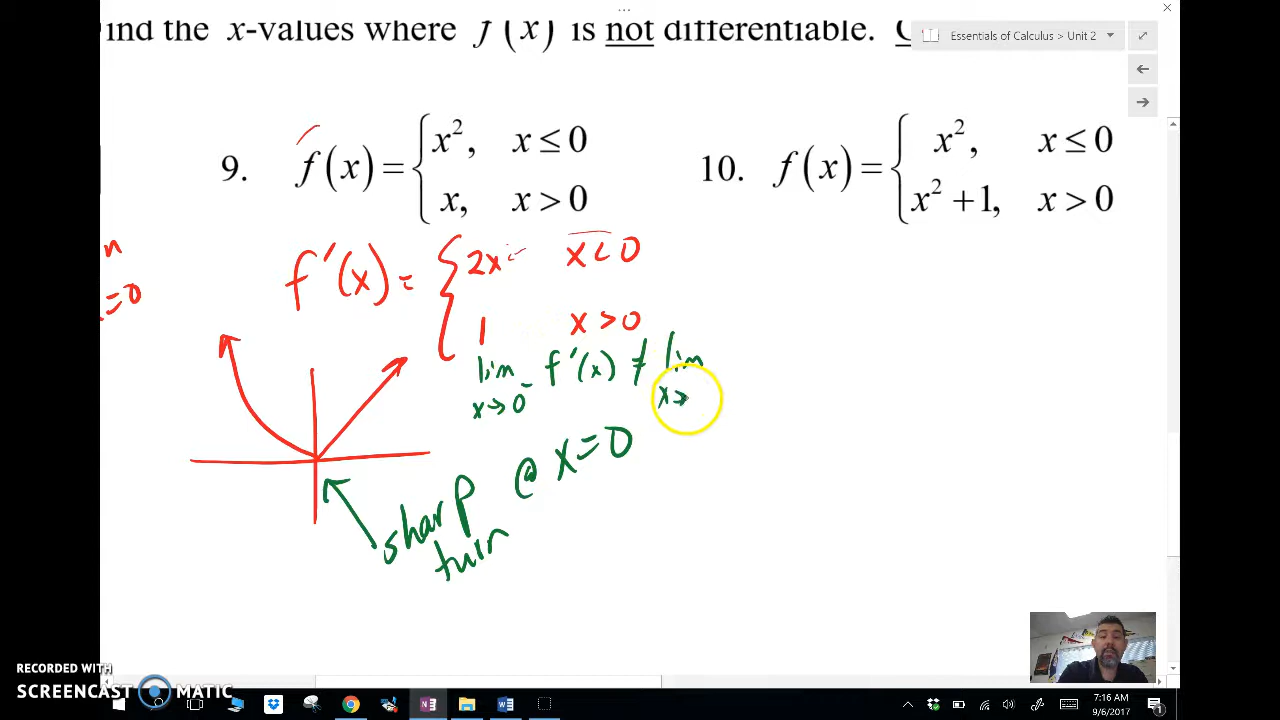 ind the x-values where f(x) is not differentiable. C
Essentials of Calculus > Unit 2
9. f(x) = { x², x ≤ 0
x, x > 0
10. f(x) = { x², x ≤ 0
x² + 1, x > 0
n
= 0
f'(x) = { 2x x < 0
1 x > 0
lim f'(x) ≠ lim
x→0⁻ x→
@ x = 0
sharp
turn
RECORDED WITH
SCREENCAST MATIC
7:16 AM
9/6/2017